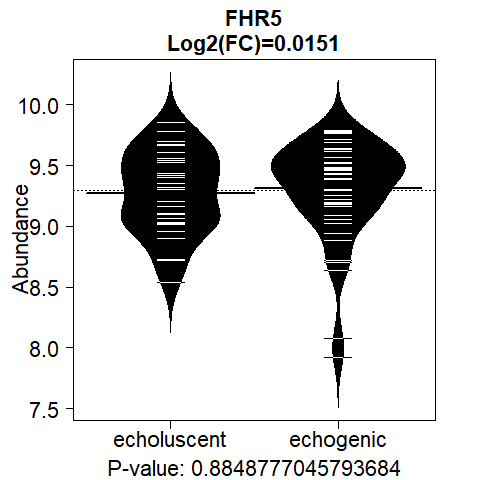 FHR5
Log2(FC)=0.0151
Abundance
10.0
9.5
9.0
8.5
8.0
7.5
echoluscent echogenic
P-value: 0.8848777045793684